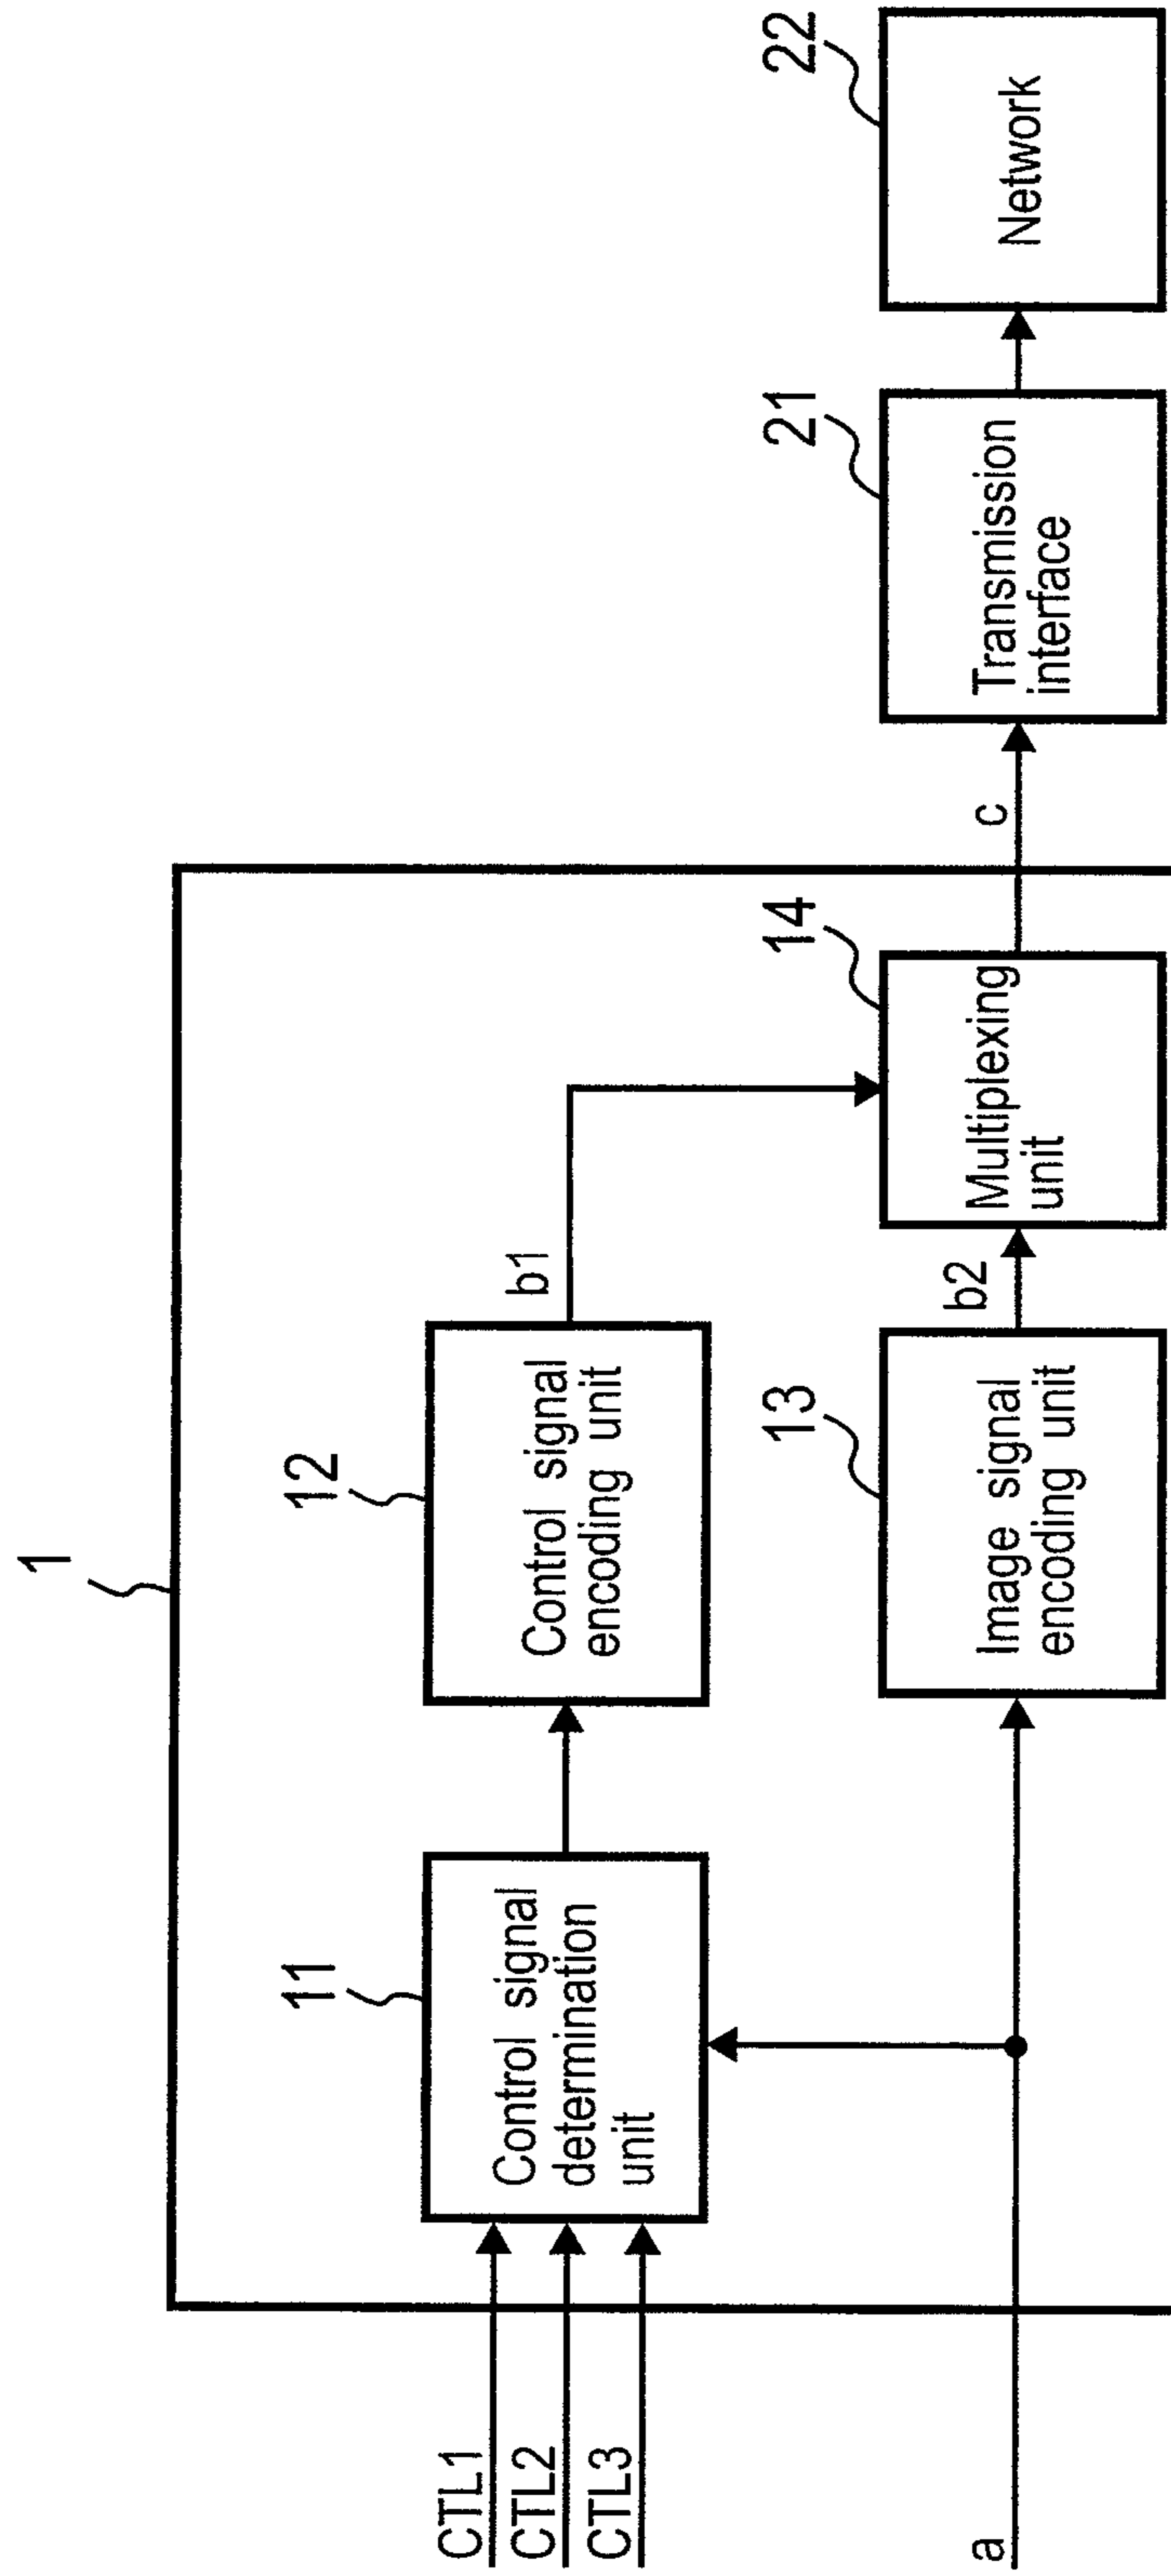 1
11
12
CTL1
CTL2
CTL3
Control signal
determination
unit
Control signal
encoding unit
b1
13
14
21
22
a
Image signal
encoding unit
b2
Multiplexing
unit
c
Transmission
interface
Network